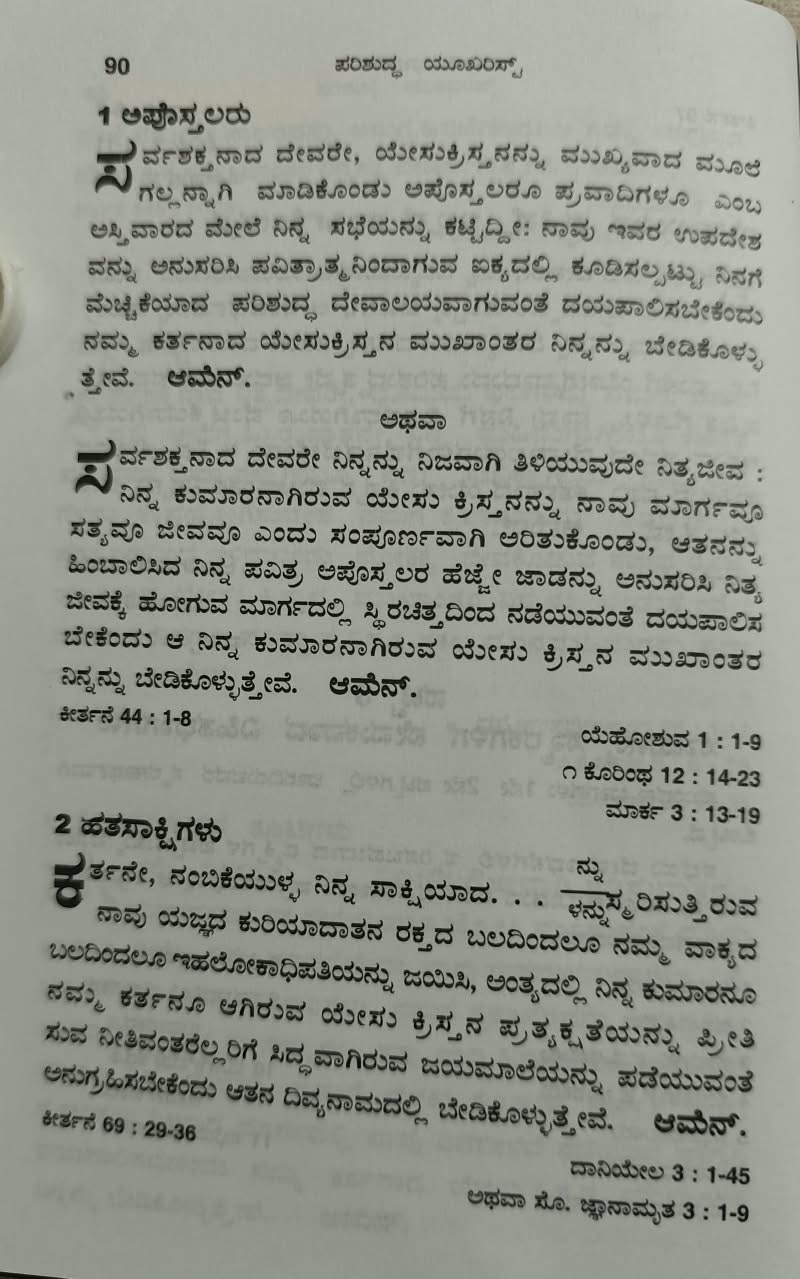 90 ಪರಿಶುದ್ಧ ಯೂಖರಿಸ್ಟ್
1 ಅಪೊಸ್ತಲರು
ಸರ್ವಶಕ್ತನಾದ ದೇವರೇ, ಯೇಸುಕ್ರಿಸ್ತನನ್ನು ಮುಖ್ಯವಾದ ಮೂಲೆ
ಗಲ್ಲನ್ನಾಗಿ ಮಾಡಿಕೊಂಡು ಅಪೊಸ್ತಲರೂ ಪ್ರವಾದಿಗಳೂ ಎಂಬ
ಅಸ್ತಿವಾರದ ಮೇಲೆ ನಿನ್ನ ಸಭೆಯನ್ನು ಕಟ್ಟಿದ್ದೀ: ನಾವು ಇವರ ಉಪದೇಶ
ವನ್ನು ಅನುಸರಿಸಿ ಪವಿತ್ರಾತ್ಮನಿಂದಾಗುವ ಐಕ್ಯದಲ್ಲಿ ಕೂಡಿಸಲ್ಪಟ್ಟು ನಿನಗೆ
ಮೆಚ್ಚಿಕೆಯಾದ ಪರಿಶುದ್ಧ ದೇವಾಲಯವಾಗುವಂತೆ ದಯಪಾಲಿಸಬೇಕೆಂದು
ನಮ್ಮ ಕರ್ತನಾದ ಯೇಸುಕ್ರಿಸ್ತನ ಮುಖಾಂತರ ನಿನ್ನನ್ನು ಬೇಡಿಕೊಳ್ಳು
ತ್ತೇವೆ. ಆಮೆನ್.
ಅಥವಾ
ಸರ್ವಶಕ್ತನಾದ ದೇವರೇ ನಿನ್ನನ್ನು ನಿಜವಾಗಿ ತಿಳಿಯುವುದೇ ನಿತ್ಯಜೀವ :
ನಿನ್ನ ಕುಮಾರನಾಗಿರುವ ಯೇಸು ಕ್ರಿಸ್ತನನ್ನು ನಾವು ಮಾರ್ಗವೂ
ಸತ್ಯವೂ ಜೀವವೂ ಎಂದು ಸಂಪೂರ್ಣವಾಗಿ ಅರಿತುಕೊಂಡು, ಆತನನ್ನು
ಹಿಂಬಾಲಿಸಿದ ನಿನ್ನ ಪವಿತ್ರ ಅಪೊಸ್ತಲರ ಹೆಜ್ಜೇ ಜಾಡನ್ನು ಅನುಸರಿಸಿ ನಿತ್ಯ
ಜೀವಕ್ಕೆ ಹೋಗುವ ಮಾರ್ಗದಲ್ಲಿ ಸ್ಥಿರಚಿತ್ತದಿಂದ ನಡೆಯುವಂತೆ ದಯಪಾಲಿಸ
ಬೇಕೆಂದು ಆ ನಿನ್ನ ಕುಮಾರನಾಗಿರುವ ಯೇಸು ಕ್ರಿಸ್ತನ ಮುಖಾಂತರ
ನಿನ್ನನ್ನು ಬೇಡಿಕೊಳ್ಳುತ್ತೇವೆ. ಆಮೆನ್.
ಕೀರ್ತನೆ 44 : 1-8
ಯೆಹೋಶುವ 1 : 1-9
೧ ಕೊರಿಂಥ 12 : 14-23
ಮಾರ್ಕ 3 : 13-19
2 ಹತಸಾಕ್ಷಿಗಳು
ಕರ್ತನೇ, ನಂಬಿಕೆಯುಳ್ಳ ನಿನ್ನ ಸಾಕ್ಷಿಯಾದ. . . ನ್ನು
ಳನ್ನು ಸ್ಮರಿಸುತ್ತಿರುವ
ನಾವು ಯಜ್ಞದ ಕುರಿಯಾದಾತನ ರಕ್ತದ ಬಲದಿಂದಲೂ ನಮ್ಮ ವಾಕ್ಯದ
ಬಲದಿಂದಲೂ ಇಹಲೋಕಾಧಿಪತಿಯನ್ನು ಜಯಿಸಿ, ಅಂತ್ಯದಲ್ಲಿ ನಿನ್ನ ಕುಮಾರನೂ
ನಮ್ಮ ಕರ್ತನೂ ಆಗಿರುವ ಯೇಸು ಕ್ರಿಸ್ತನ ಪ್ರತ್ಯಕ್ಷತೆಯನ್ನು ಪ್ರೀತಿ
ಸುವ ನೀತಿವಂತರೆಲ್ಲರಿಗೆ ಸಿದ್ಧವಾಗಿರುವ ಜಯಮಾಲೆಯನ್ನು ಪಡೆಯುವಂತೆ
ಅನುಗ್ರಹಿಸಬೇಕೆಂದು ಆತನ ದಿವ್ಯನಾಮದಲ್ಲಿ ಬೇಡಿಕೊಳ್ಳುತ್ತೇವೆ. ಆಮೆನ್.
ಕೀರ್ತನೆ 69 : 29-36
ದಾನಿಯೇಲ 3 : 1-45
ಅಥವಾ ಸೊ. ಜ್ಞಾನಾಮೃತ 3 : 1-9